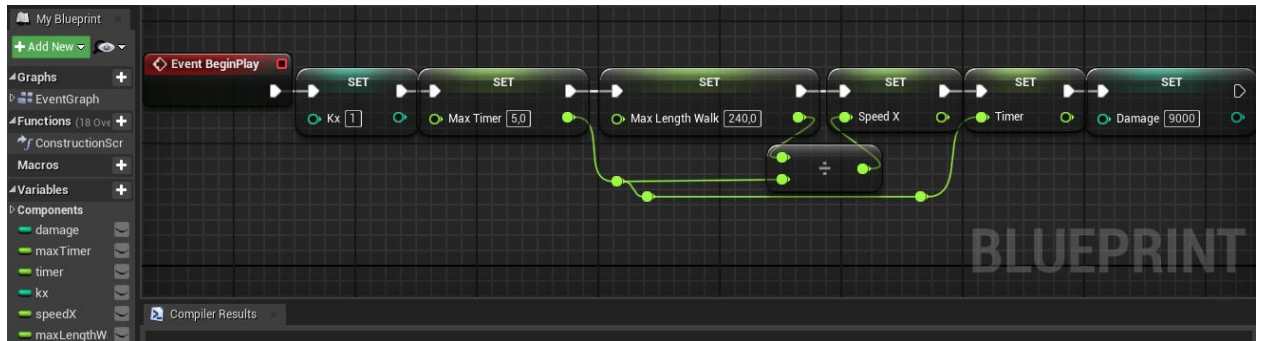 My Blueprint
+ Add New
Graphs
EventGraph
Functions (18 Ove
ConstructionScr
Macros
Variables
Components
damage
maxTimer
timer
kx
speedX
maxLengthW
Event BeginPlay
SET
Kx 1
SET
Max Timer 5,0
SET
Max Length Walk 240,0
SET
Speed X
SET
Timer
SET
Damage 9000
÷
BLUEPRINT
Compiler Results